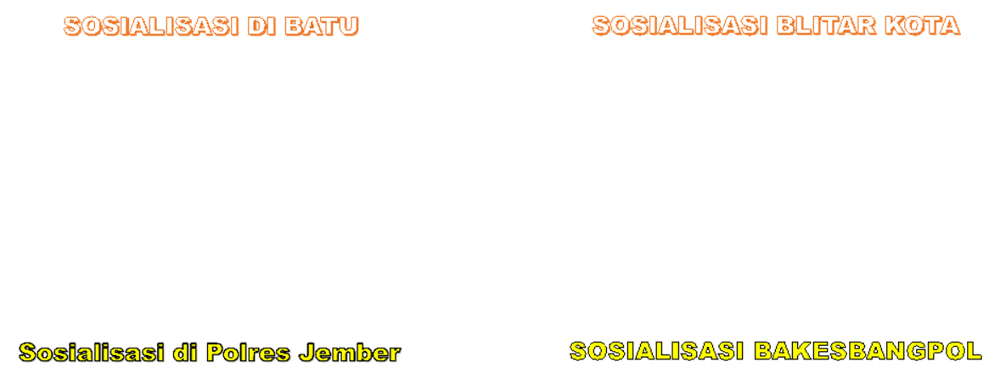 SOSIALISASI DI BATU
SOSIALISASI BLITAR KOTA
Sosialisasi di Polres Jember
SOSIALISASI BAKESBANGPOL